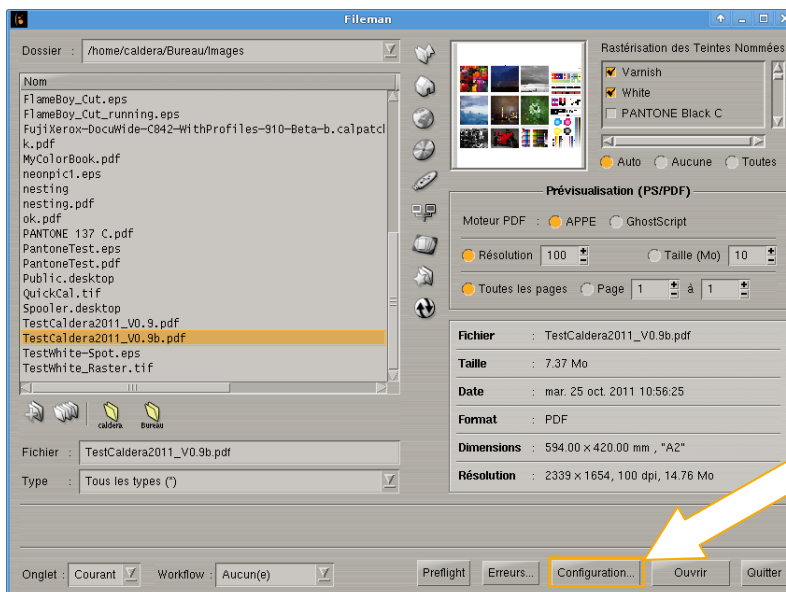 Fileman
Dossier : /home/caldera/Bureau/Images
Nom
FlameBoy_Cut.eps
FlameBoy_Cut_running.eps
FujiXerox-DocuWide-C842-WithProfiles-910-Beta-b.calpatcl
k.pdf
MyColorBook.pdf
neonpic1.eps
nesting
nesting.pdf
ok.pdf
PANTONE 137 C.pdf
PantoneTest.eps
PantoneTest.pdf
Public.desktop
QuickCal.tif
Spooler.desktop
TestCaldera2011_V0.9.pdf
TestCaldera2011_V0.9b.pdf
TestWhite-Spot.eps
TestWhite_Raster.tif
caldera Bureau
Fichier : TestCaldera2011_V0.9b.pdf
Type : Tous les types (*)
Rastérisation des Teintes Nommées
Varnish
White
PANTONE Black C
Auto Aucune Toutes
Prévisualisation (PS/PDF)
Moteur PDF : APPE GhostScript
Résolution 100 Taille (Mo) 10
Toutes les pages Page 1 à 1
Fichier : TestCaldera2011_V0.9b.pdf
Taille : 7.37 Mo
Date : mar. 25 oct. 2011 10:56:25
Format : PDF
Dimensions : 594.00 × 420.00 mm , "A2"
Résolution : 2339 × 1654, 100 dpi, 14.76 Mo
Onglet : Courant Workflow : Aucun(e) Preflight Erreurs... Configuration... Ouvrir Quitter